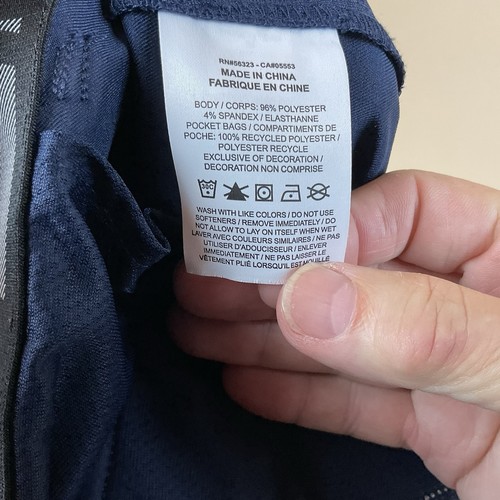 RN#56323 - CA#05553
MADE IN CHINA
FABRIQUE EN CHINE
BODY / CORPS: 96% POLYESTER
4% SPANDEX / ELASTHANNE
POCKET BAGS / COMPARTIMENTS DE
POCHE: 100% RECYCLED POLYESTER /
POLYESTER RECYCLE
EXCLUSIVE OF DECORATION /
DECORATION NON COMPRISE
30C
WASH WITH LIKE COLORS / DO NOT USE
SOFTENERS / REMOVE IMMEDIATELY / DO
NOT ALLOW TO LAY ON ITSELF WHEN WET
LAVER AVEC COULEURS SIMILAIRES / NE PAS
UTILISER D'ADOUCISSEUR / ENLEVER
IMMEDIATEMENT / NE PAS LAISSER LE
VÊTEMENT PLIÉ LORSQU'IL EST MOUILLÉ